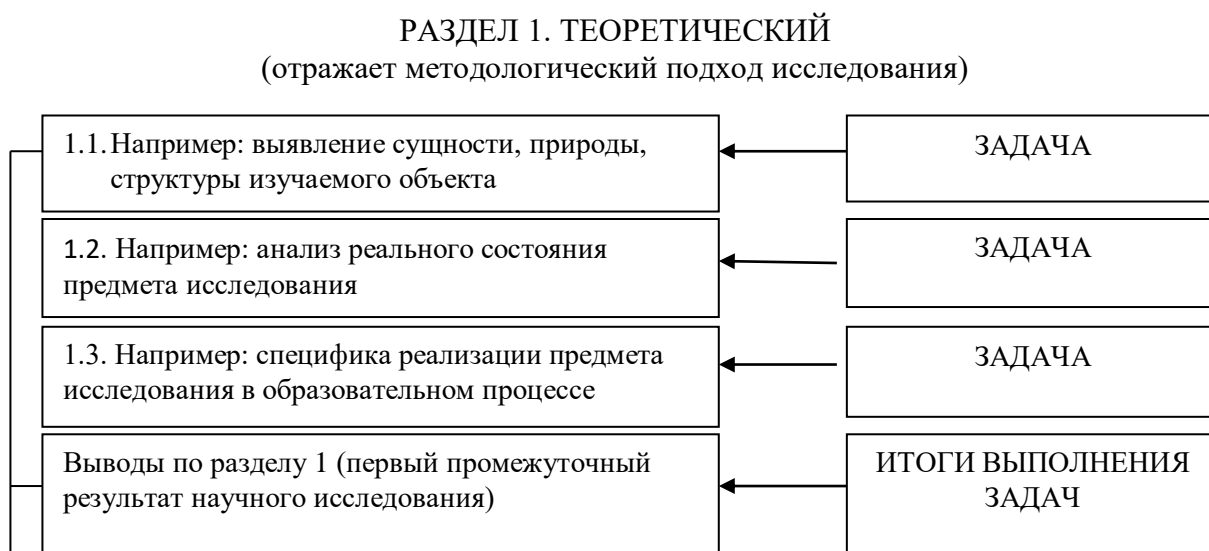 РАЗДЕЛ 1. ТЕОРЕТИЧЕСКИЙ
(отражает методологический подход исследования)
1.1. Например: выявление сущности, природы,
структуры изучаемого объекта
ЗАДАЧА
1.2. Например: анализ реального состояния
предмета исследования
ЗАДАЧА
1.3. Например: специфика реализации предмета
исследования в образовательном процессе
ЗАДАЧА
Выводы по разделу 1 (первый промежуточный
результат научного исследования)
ИТОГИ ВЫПОЛНЕНИЯ
ЗАДАЧ